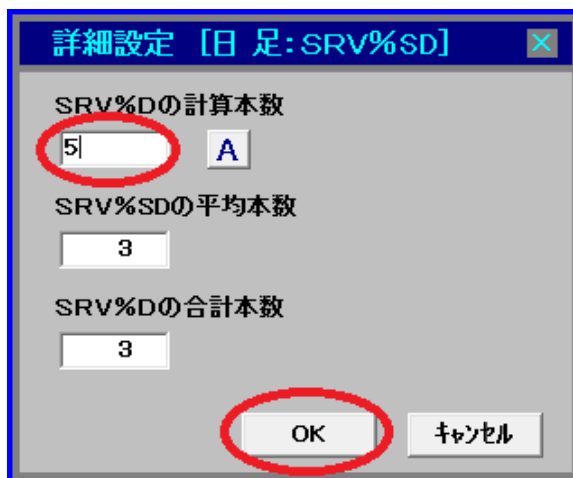 詳細設定 [日 足:SRV%SD]
SRV%Dの計算本数
5
A
SRV%SDの平均本数
3
SRV%Dの合計本数
3
OK ｷｬﾝｾﾙ